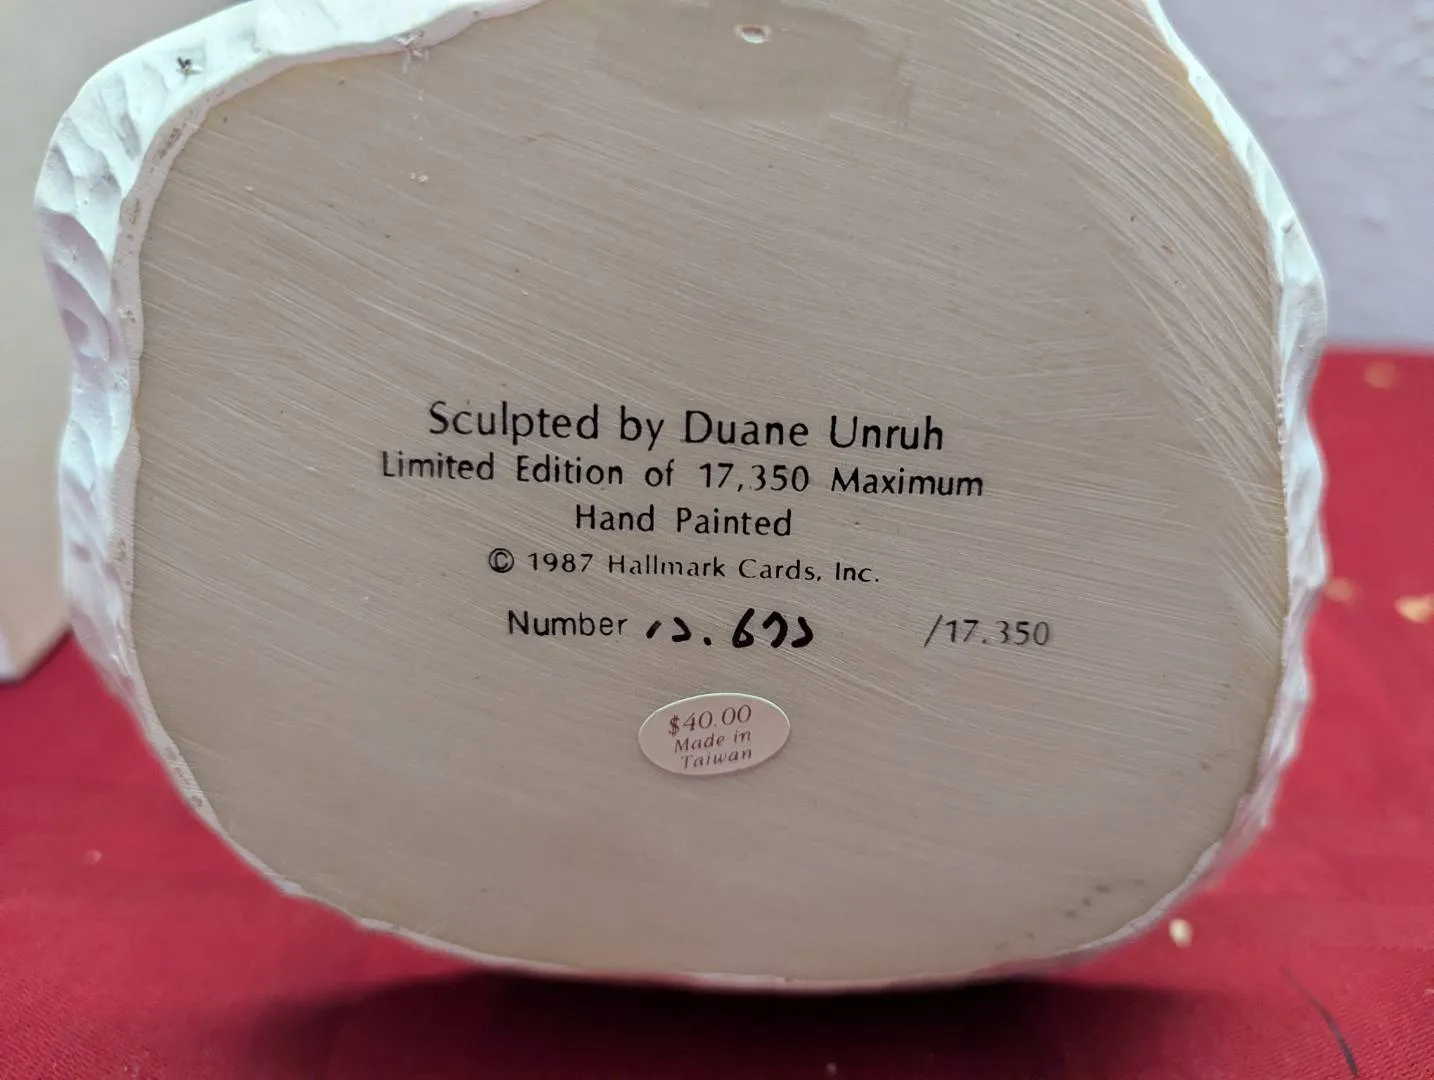 Sculpted by Duane Unruh
Limited Edition of 17,350 Maximum
Hand Painted
© 1987 Hallmark Cards, Inc.
Number /17.350
$40.00
Made in
Taiwan